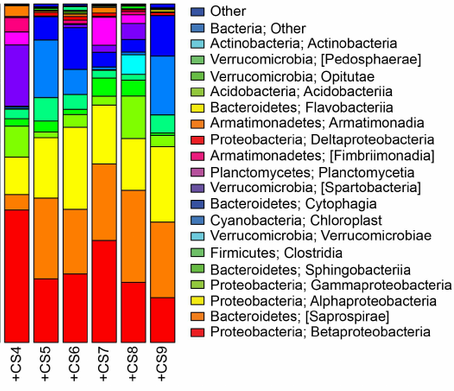 Other
Bacteria; Other
Actinobacteria; Actinobacteria
Verrucomicrobia; [Pedosphaerae]
Verrucomicrobia; Opitutae
Acidobacteria; Acidobacteriia
Bacteroidetes; Flavobacteriia
Armatimonadetes; Armatimonadia
Proteobacteria; Deltaproteobacteria
Armatimonadetes; [Fimbriimonadia]
Planctomycetes; Planctomycetia
Verrucomicrobia; [Spartobacteria]
Bacteroidetes; Cytophagia
Cyanobacteria; Chloroplast
Verrucomicrobia; Verrucomicrobiae
Firmicutes; Clostridia
Bacteroidetes; Sphingobacteriia
Proteobacteria; Gammaproteobacteria
Proteobacteria; Alphaproteobacteria
Bacteroidetes; [Saprospirae]
Proteobacteria; Betaproteobacteria
+CS4
+CS5
+CS6
+CS7
+CS8
+CS9